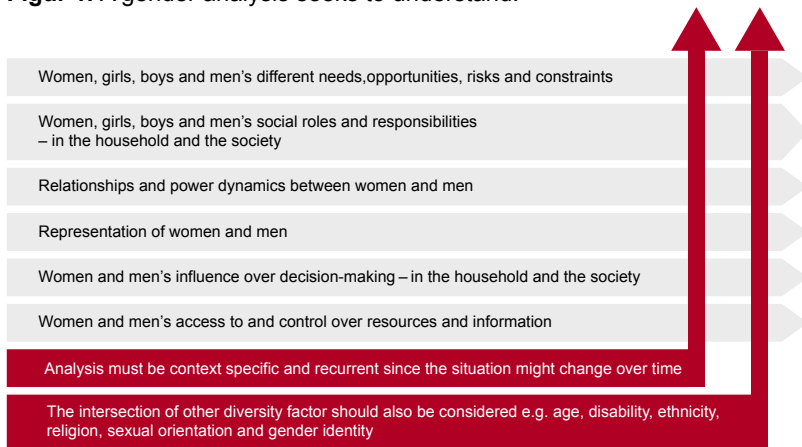 Women, girls, boys and men's different needs,opportunities, risks and constraints
Women, girls, boys and men's social roles and responsibilities
– in the household and the society
Relationships and power dynamics between women and men
Representation of women and men
Women and men's influence over decision-making – in the household and the society
Women and men's access to and control over resources and information
Analysis must be context specific and recurrent since the situation might change over time
The intersection of other diversity factor should also be considered e.g. age, disability, ethnicity,
religion, sexual orientation and gender identity